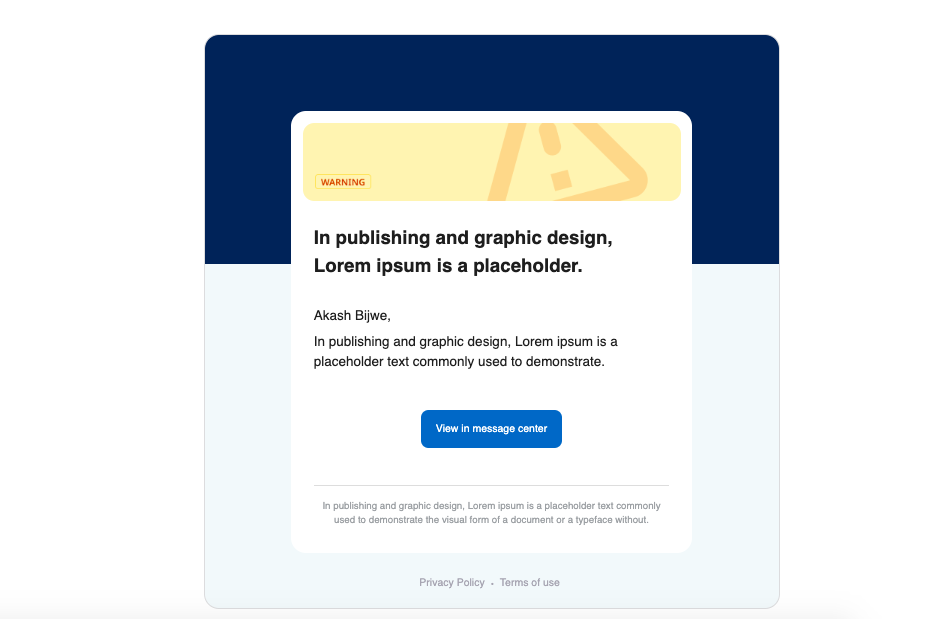 WARNING
In publishing and graphic design,
Lorem ipsum is a placeholder.
Akash Bijwe,
In publishing and graphic design, Lorem ipsum is a
placeholder text commonly used to demonstrate.
View in message center
In publishing and graphic design, Lorem ipsum is a placeholder text commonly
used to demonstrate the visual form of a document or a typeface without.
Privacy Policy • Terms of use